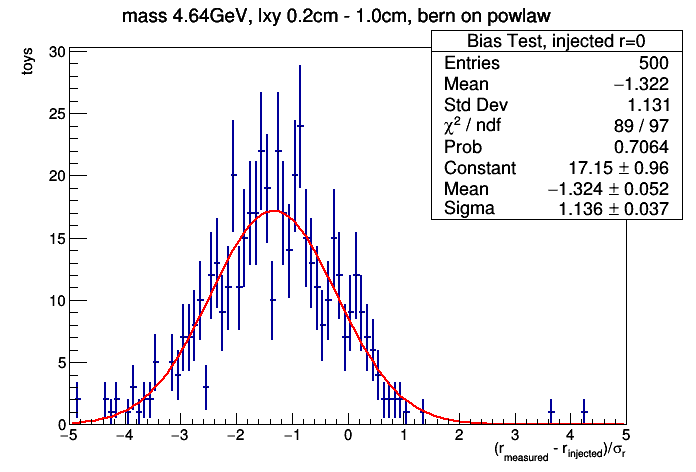 mass 4.64GeV, lxy 0.2cm - 1.0cm, bern on powlaw
toys
Bias Test, injected r=0
Entries 500
Mean −1.322
Std Dev 1.131
χ² / ndf 89 / 97
Prob 0.7064
Constant 17.15 ± 0.96
Mean −1.324 ± 0.052
Sigma 1.136 ± 0.037
30
25
20
15
10
5
0
−5 −4 −3 −2 −1 0 1 2 3 4 5
(r_measured - r_injected)/σ_r